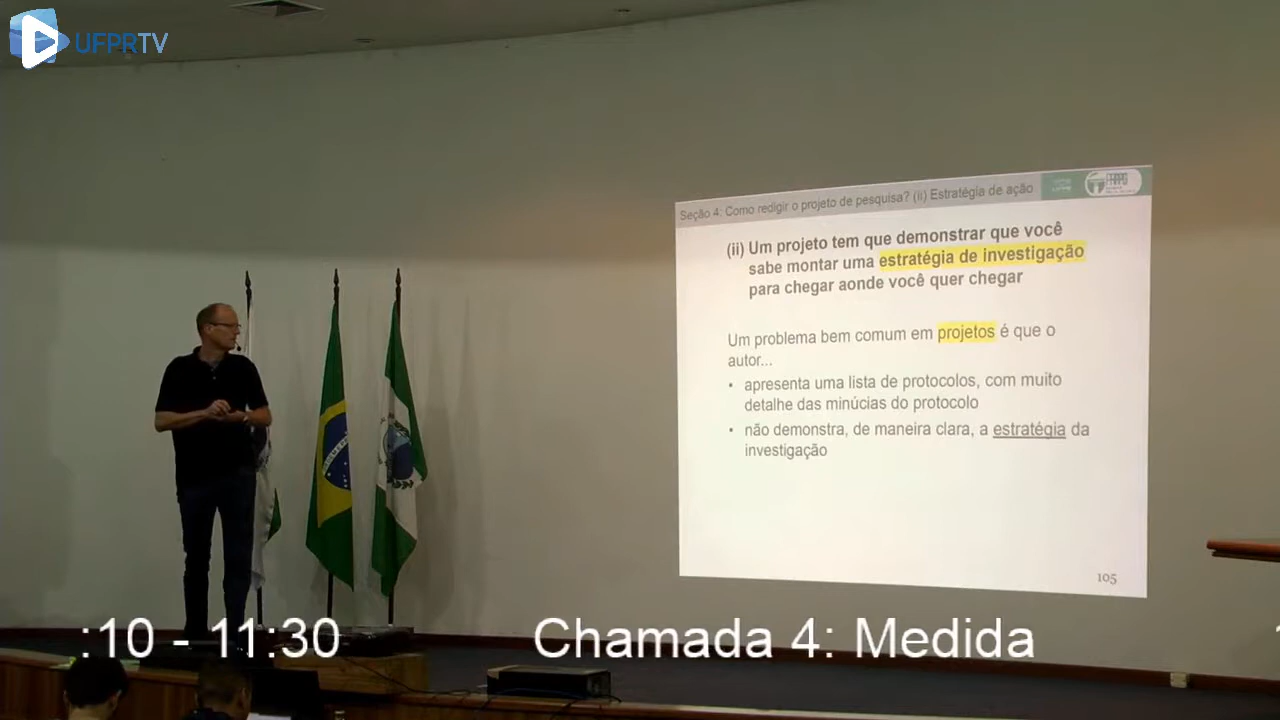 UFPRTV
Seção 4: Como redigir o projeto de pesquisa? (ii) Estratégia de ação
(ii) Um projeto tem que demonstrar que você
sabe montar uma estratégia de investigação
para chegar aonde você quer chegar
Um problema bem comum em projetos é que o
autor...
• apresenta uma lista de protocolos, com muito
detalhe das minúcias do protocolo
• não demonstra, de maneira clara, a estratégia da
investigação
105
:10 - 11:30
Chamada 4: Medida